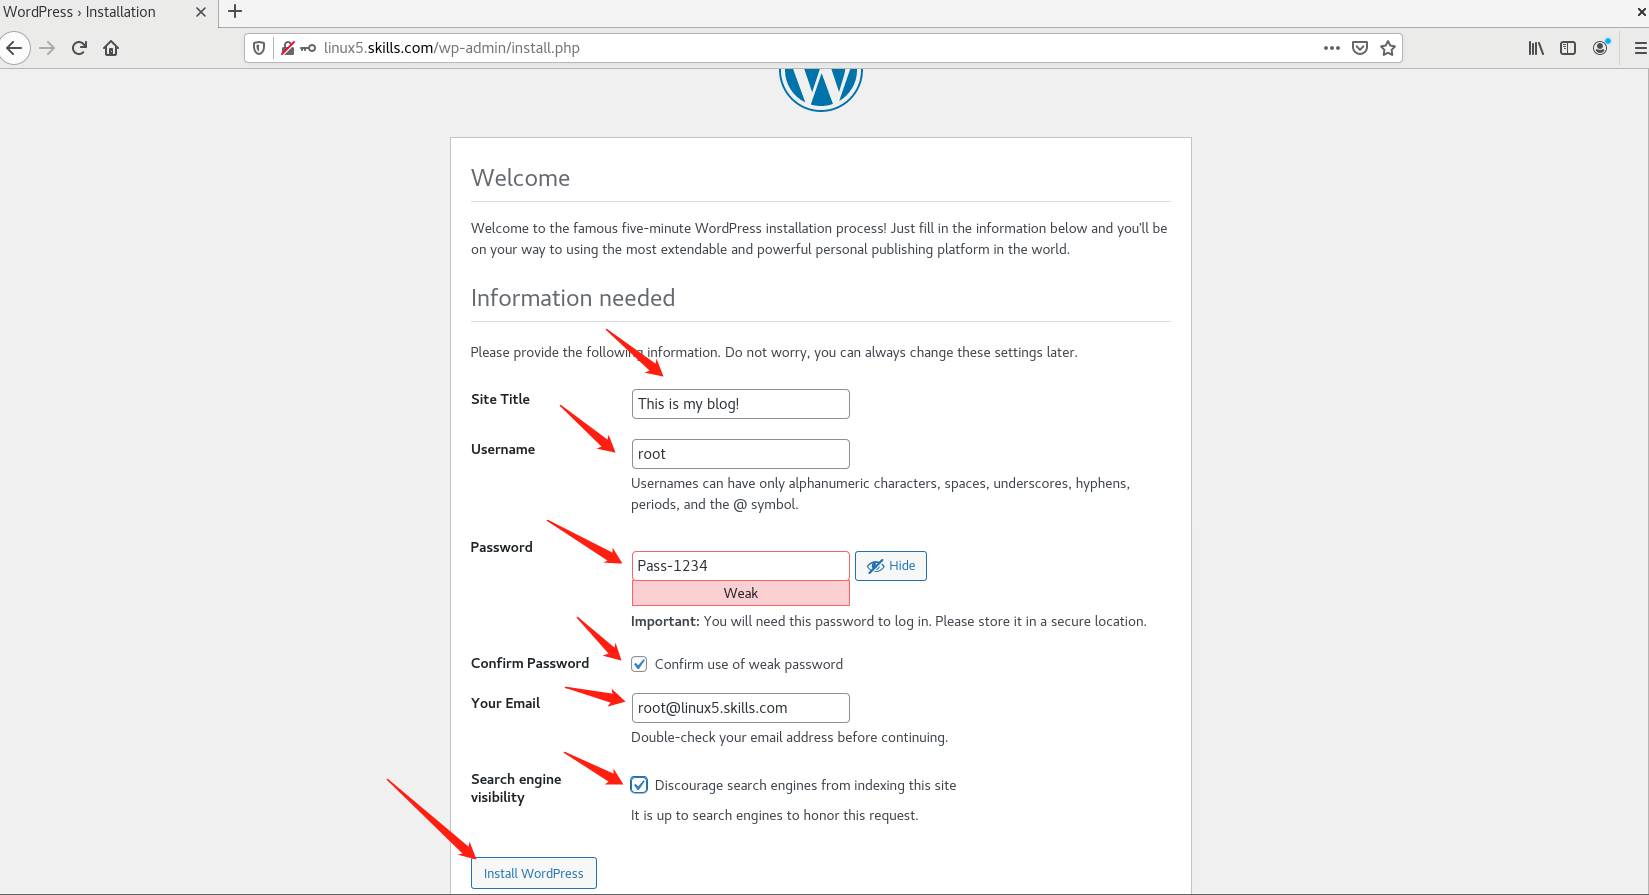 WordPress › Installation
linux5.skills.com/wp-admin/install.php
Welcome
Welcome to the famous five-minute WordPress installation process! Just fill in the information below and you'll be
on your way to using the most extendable and powerful personal publishing platform in the world.
Information needed
Please provide the following information. Do not worry, you can always change these settings later.
Site Title
This is my blog!
Username
root
Usernames can have only alphanumeric characters, spaces, underscores, hyphens,
periods, and the @ symbol.
Password
Pass-1234
Hide
Weak
Important: You will need this password to log in. Please store it in a secure location.
Confirm Password
Confirm use of weak password
Your Email
root@linux5.skills.com
Double-check your email address before continuing.
Search engine
visibility
Discourage search engines from indexing this site
It is up to search engines to honor this request.
Install WordPress